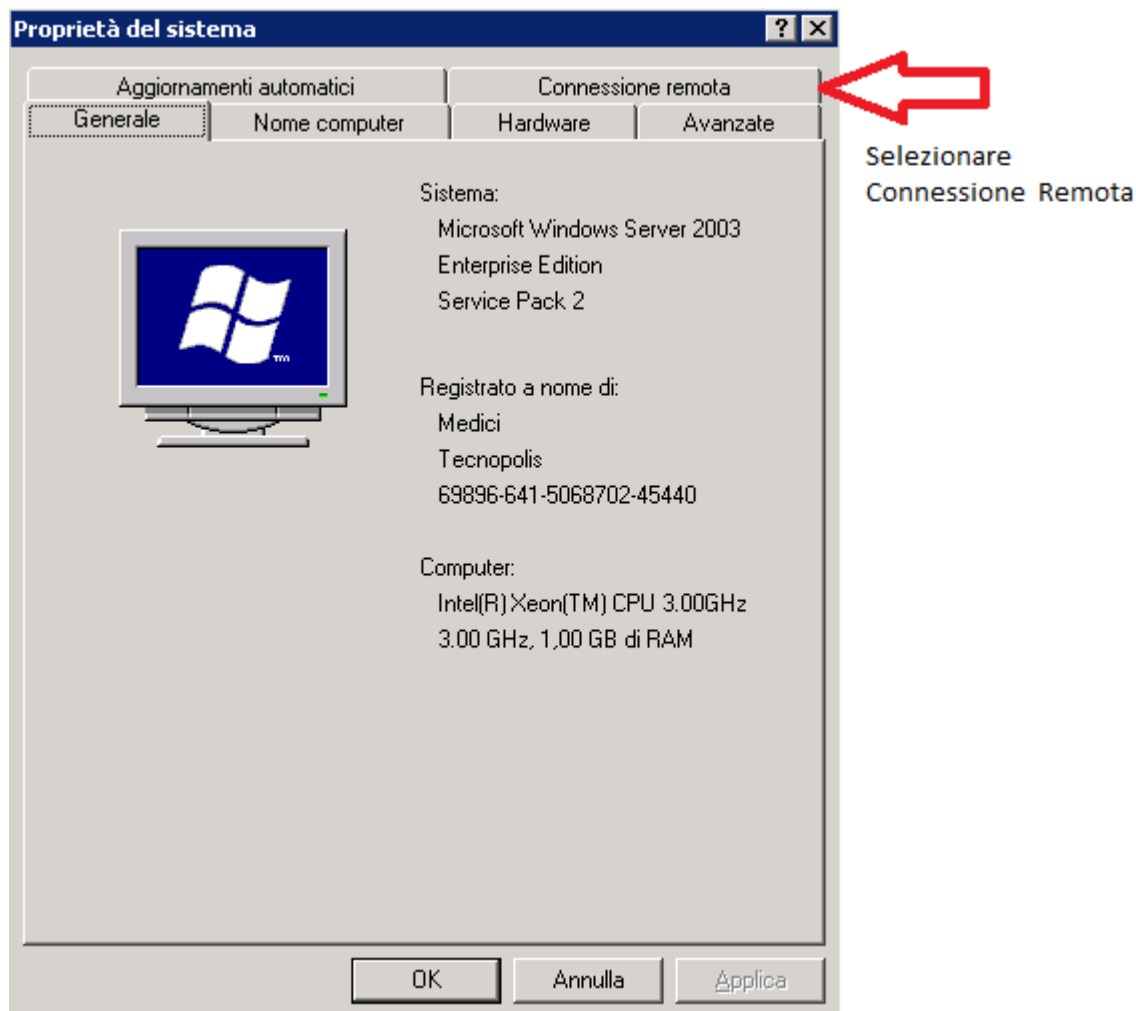 Proprietà del sistema
Aggiornamenti automatici
Connessione remota
Generale
Nome computer
Hardware
Avanzate
Selezionare
Connessione Remota
Sistema:
Microsoft Windows Server 2003
Enterprise Edition
Service Pack 2
TM
Registrato a nome di:
Medici
Tecnopolis
69896-641-5068702-45440
Computer:
Intel(R) Xeon(TM) CPU 3.00GHz
3.00 GHz, 1,00 GB di RAM
OK
Annulla
Applica